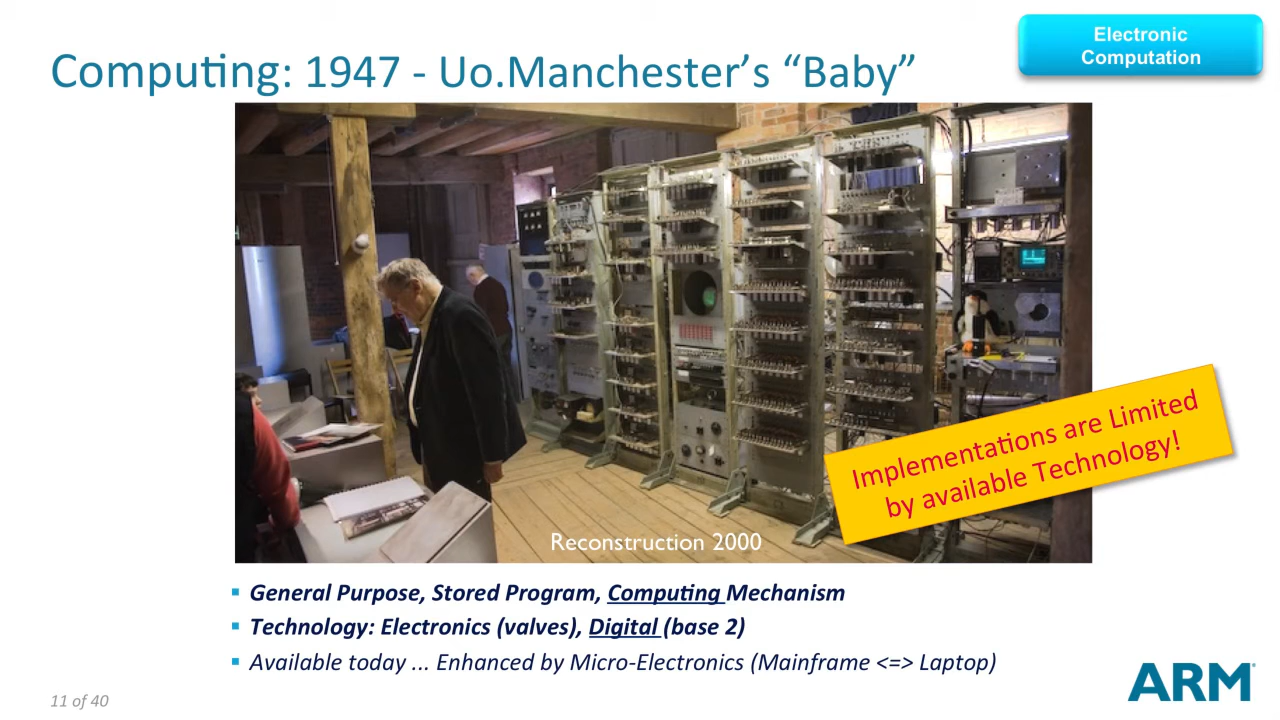 Electronic
Computation
Computing: 1947 - Uo.Manchester’s “Baby”
Implementations are Limited
by available Technology!
Reconstruction 2000
▪ General Purpose, Stored Program, Computing Mechanism
▪ Technology: Electronics (valves), Digital (base 2)
▪ Available today ... Enhanced by Micro-Electronics (Mainframe <=> Laptop)
11 of 40
ARM